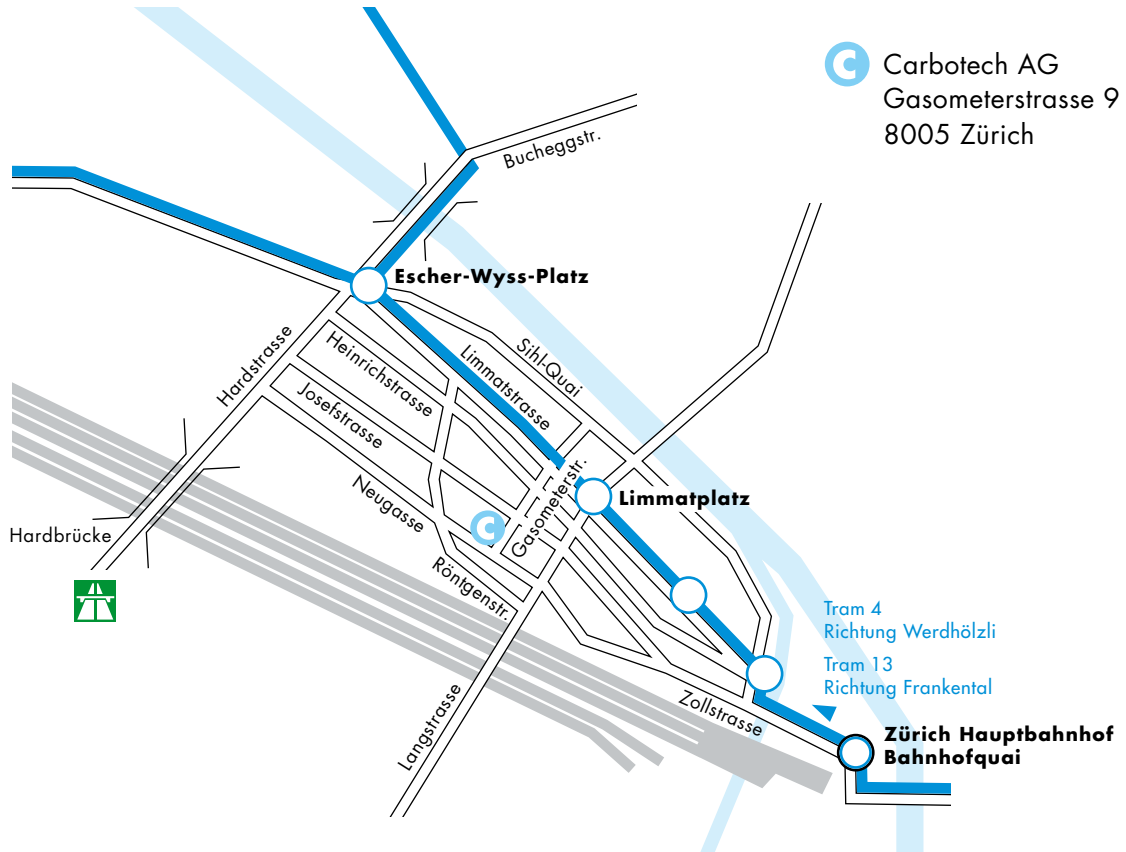 C Carbotech AG
Gasometerstrasse 9
8005 Zürich
Bucheggstr.
Escher-Wyss-Platz
Hardstrasse
Heinrichstrasse
Limmatstrasse
Sihl-Quai
Josefstrasse
Neugasse
Gasometerstr.
Limmatplatz
C
Hardbrücke
Röntgenstr.
Tram 4
Richtung Werdhölzli
Tram 13
Richtung Frankental
Langstrasse
Zollstrasse
Zürich Hauptbahnhof
Bahnhofquai